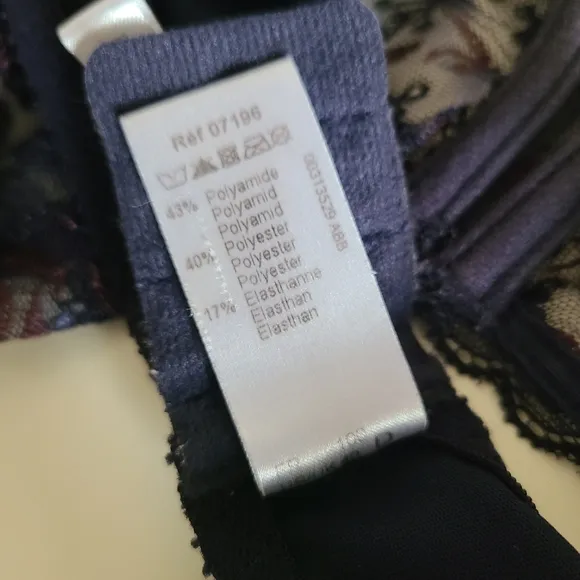 Réf 07196
43% Polyamide
Polyamid
Polyamid
40% Polyester
Polyester
Polyester
17% Elasthanne
Elasthan
Elasthan
00313529 ABB